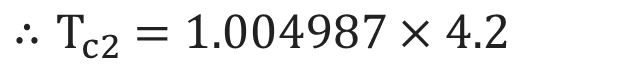 ∴ T_c2 = 1.004987 × 4.2